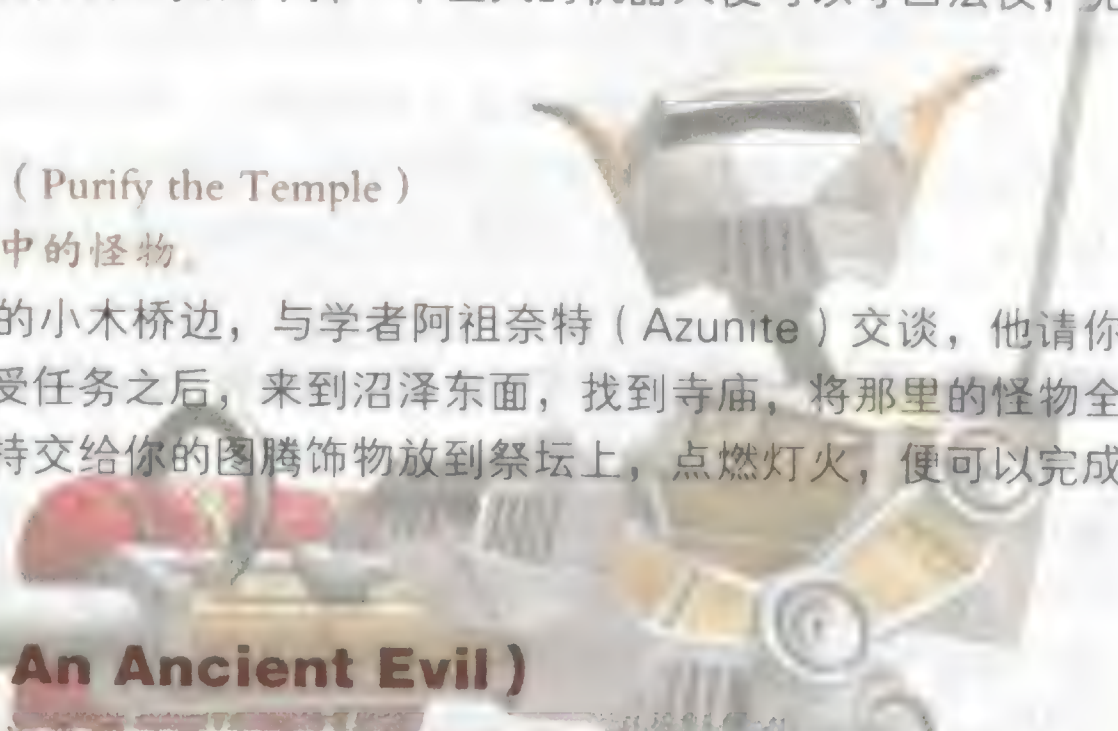 (Purify the Temple)
中的怪物。
的小木桥边，与学者阿祖奈特（Azunite）交谈，他请你
受任务之后，来到沼泽东面，找到寺庙，将那里的怪物全
特交给你的图腾饰物放到祭坛上，点燃灯火，便可以完成
An Ancient Evil)